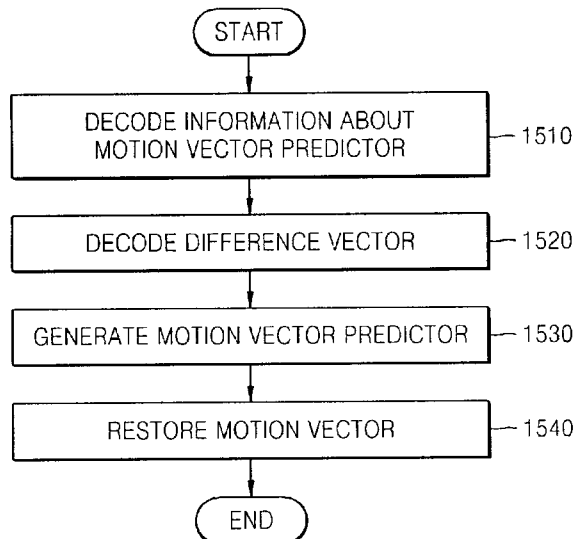 START
DECODE INFORMATION ABOUT
MOTION VECTOR PREDICTOR
1510
DECODE DIFFERENCE VECTOR
1520
GENERATE MOTION VECTOR PREDICTOR
1530
RESTORE MOTION VECTOR
1540
END